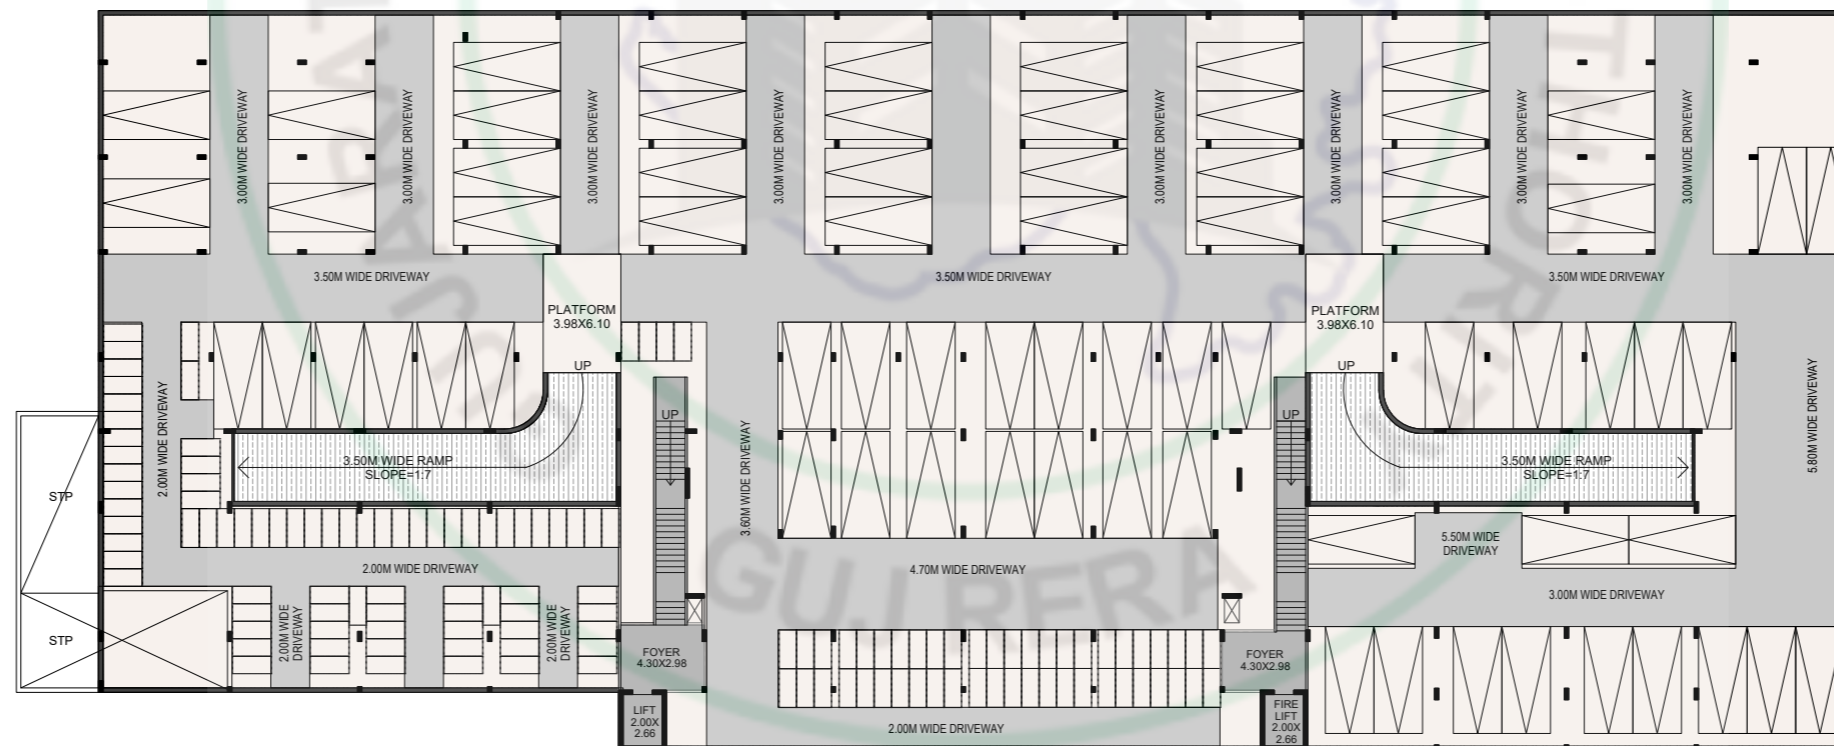 3.00M WIDE DRIVEWAY
3.00M WIDE DRIVEWAY
3.00M WIDE DRIVEWAY
3.00M WIDE DRIVEWAY
3.00M WIDE DRIVEWAY
3.00M WIDE DRIVEWAY
3.00M WIDE DRIVEWAY
3.00M WIDE DRIVEWAY
3.50M WIDE DRIVEWAY
3.50M WIDE DRIVEWAY
3.50M WIDE DRIVEWAY
PLATFORM
3.98X6.10
PLATFORM
3.98X6.10
UP
UP
UP
UP
2.00M WIDE DRIVEWAY
3.60M WIDE DRIVEWAY
5.80M WIDE DRIVEWAY
3.50M WIDE RAMP
SLOPE=1:7
3.50M WIDE RAMP
SLOPE=1:7
STP
5.50M WIDE
DRIVEWAY
2.00M WIDE DRIVEWAY
4.70M WIDE DRIVEWAY
3.00M WIDE DRIVEWAY
STP
2.00M WIDE
DRIVEWAY
2.00M WIDE
DRIVEWAY
FOYER
4.30X2.98
FOYER
4.30X2.98
LIFT
2.00X
2.66
2.00M WIDE DRIVEWAY
FIRE
LIFT
2.00X
2.66
GUJ RERA